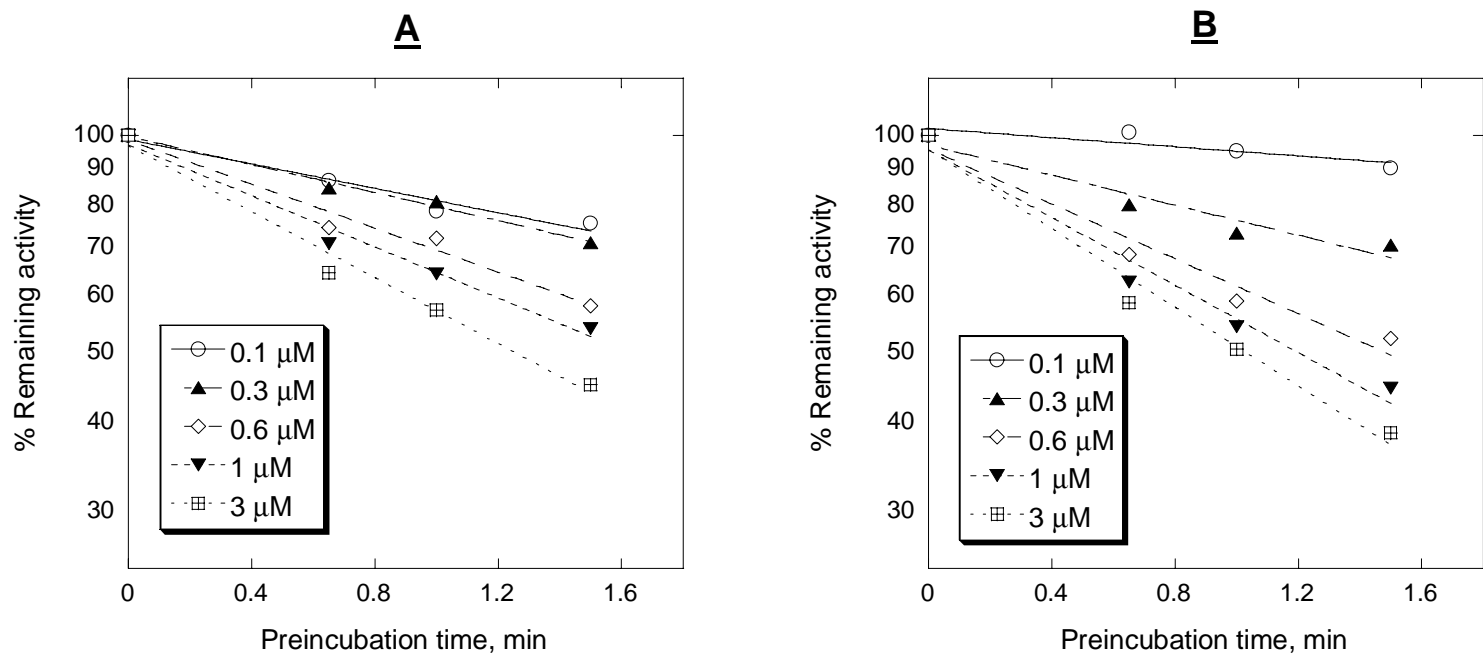 A
% Remaining activity
100
90
80
70
60
50
40
30
0.1 μM
0.3 μM
0.6 μM
1 μM
3 μM
0
0.4
0.8
1.2
1.6
Preincubation time, min
B
% Remaining activity
100
90
80
70
60
50
40
30
0.1 μM
0.3 μM
0.6 μM
1 μM
3 μM
0
0.4
0.8
1.2
1.6
Preincubation time, min